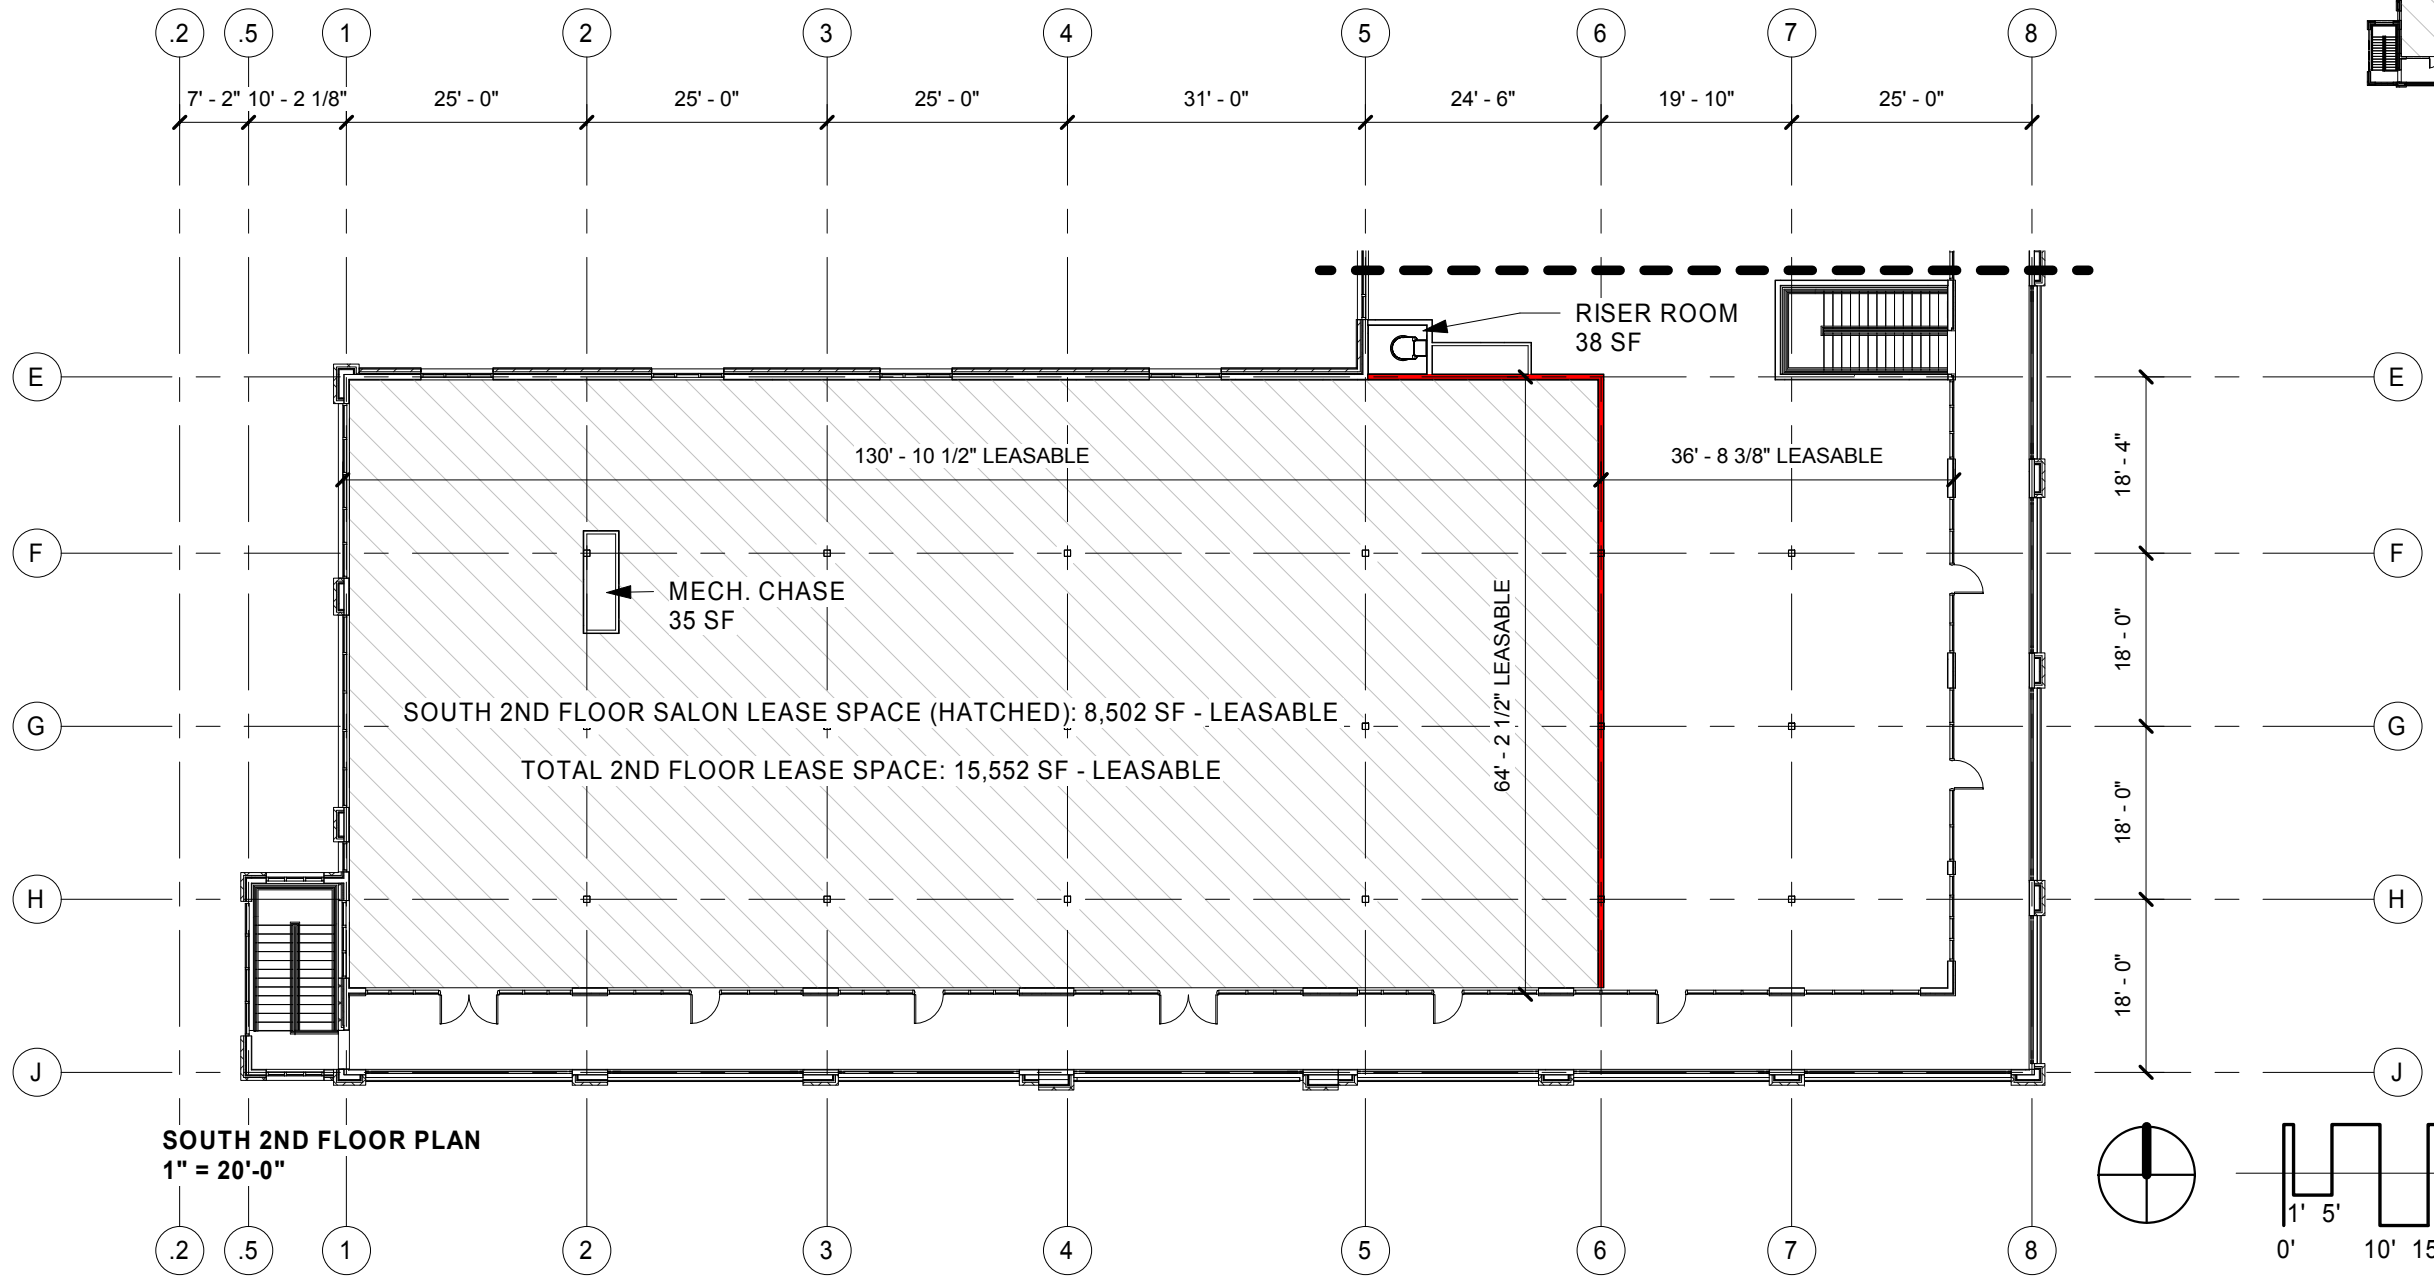 .2 .5 1 2 3 4 5 6 7 8
7' - 2" 10' - 2 1/8" 25' - 0" 25' - 0" 25' - 0" 31' - 0" 24' - 6" 19' - 10" 25' - 0"
RISER ROOM
38 SF
E E
130' - 10 1/2" LEASABLE 36' - 8 3/8" LEASABLE
18' - 4"
F F
MECH. CHASE
35 SF
64' - 2 1/2" LEASABLE
18' - 0"
SOUTH 2ND FLOOR SALON LEASE SPACE (HATCHED): 8,502 SF - LEASABLE
G G
TOTAL 2ND FLOOR LEASE SPACE: 15,552 SF - LEASABLE
18' - 0"
H H
18' - 0"
J J
SOUTH 2ND FLOOR PLAN
1" = 20'-0"
1' 5'
0' 10' 15
.2 .5 1 2 3 4 5 6 7 8